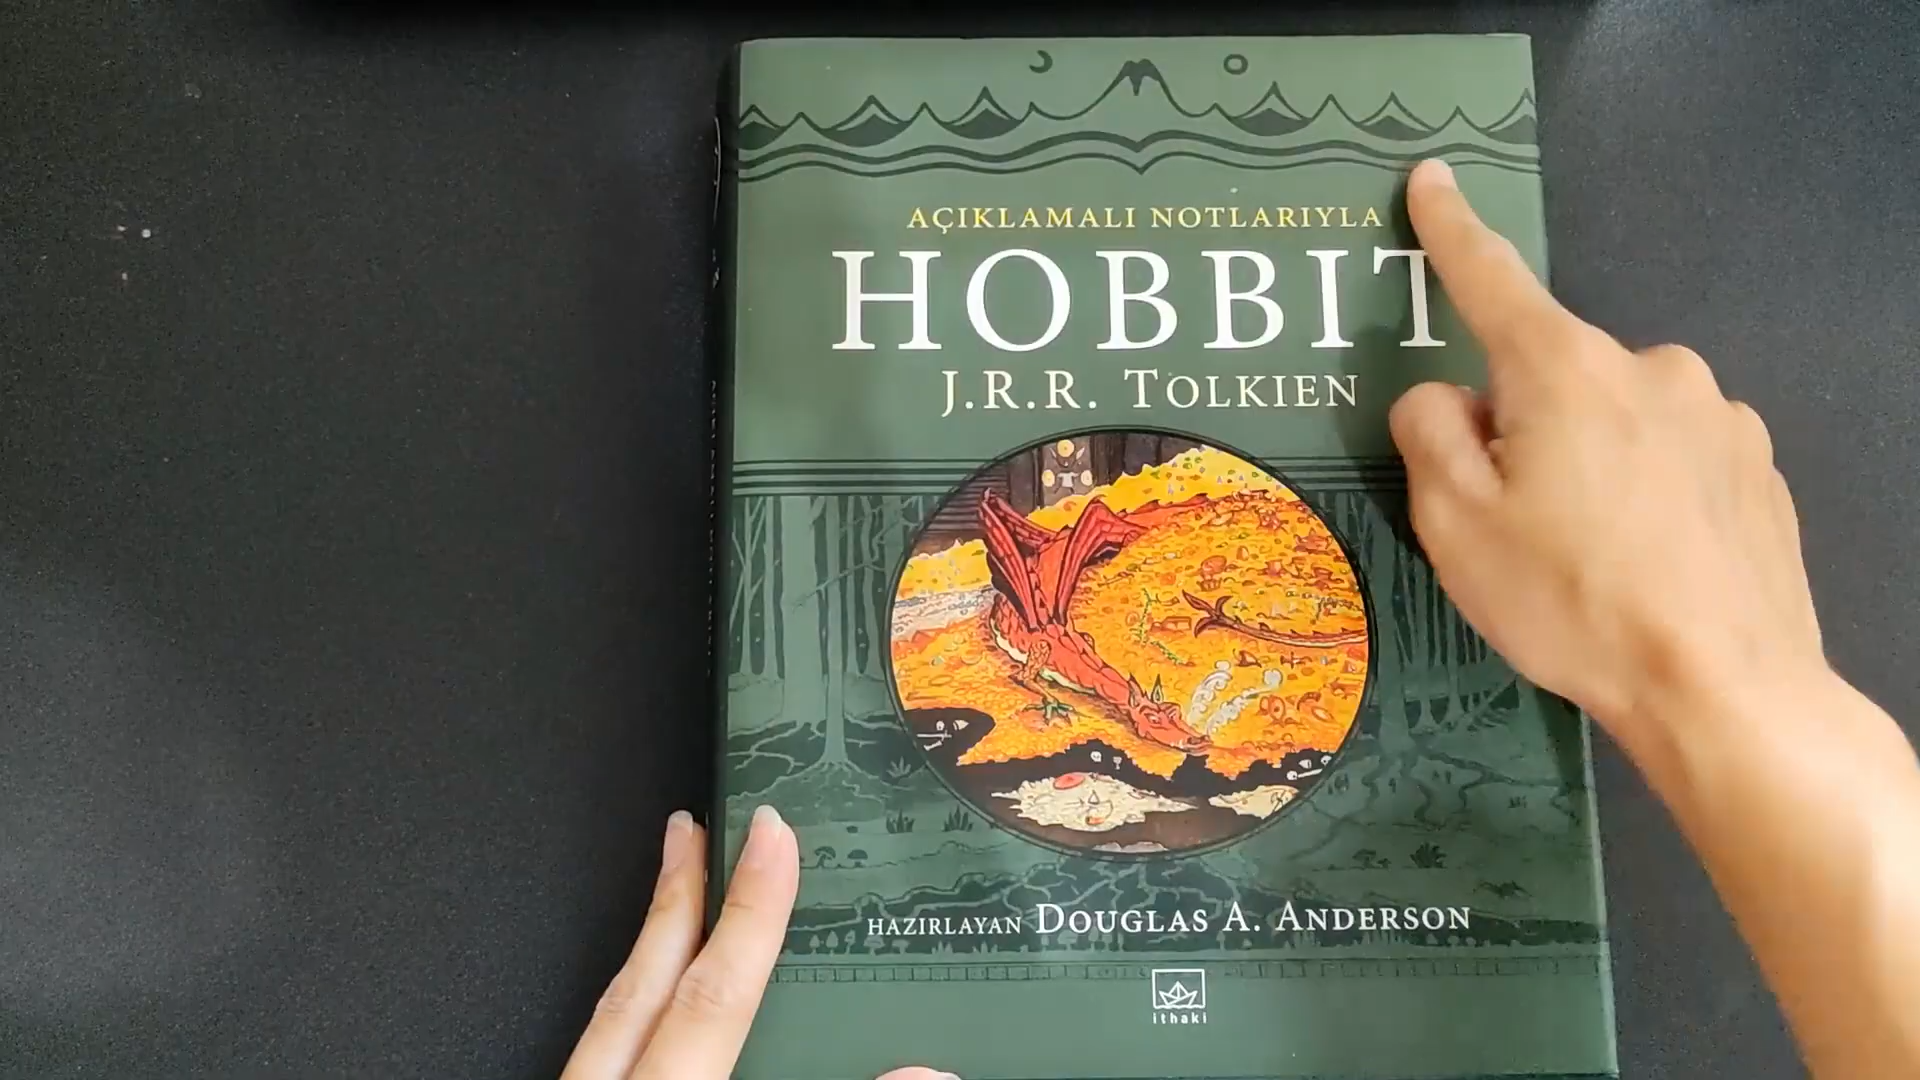 AÇIKLAMALI NOTLARIYLA
HOBBIT
J.R.R. TOLKIEN
HAZIRLAYAN DOUGLAS A. ANDERSON
ithaki